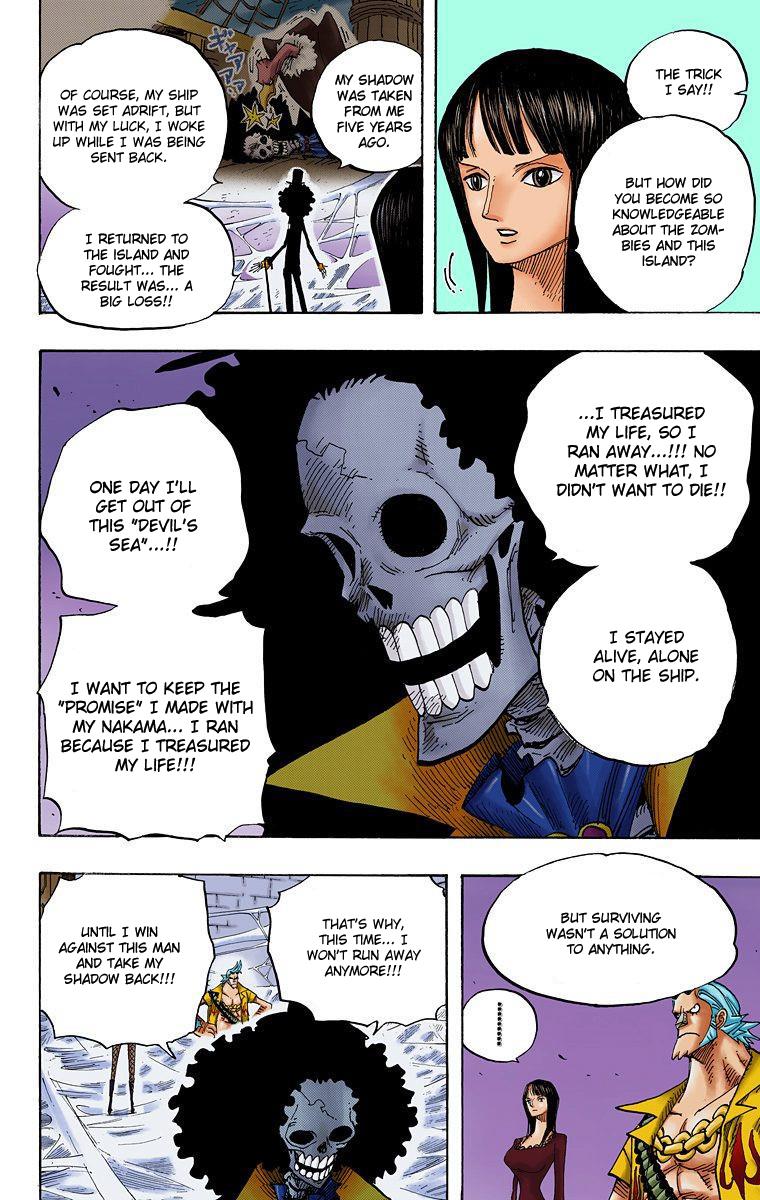 THE TRICK
I SAY!!
BUT HOW DID
YOU BECOME SO
KNOWLEDGEABLE
ABOUT THE ZOM-
BIES AND THIS
ISLAND?
MY SHADOW
WAS TAKEN
FROM ME
FIVE YEARS
AGO.
OF COURSE, MY SHIP
WAS SET ADRIFT, BUT
WITH MY LUCK, I WOKE
UP WHILE I WAS BEING
SENT BACK.
I RETURNED TO
THE ISLAND AND
FOUGHT... THE
RESULT WAS... A
BIG LOSS!!
...I TREASURED
MY LIFE, SO I
RAN AWAY...!!! NO
MATTER WHAT, I
DIDN'T WANT TO DIE!!
I STAYED
ALIVE, ALONE
ON THE SHIP.
ONE DAY I'LL
GET OUT OF
THIS "DEVIL'S
SEA"...!!
I WANT TO KEEP THE
"PROMISE" I MADE WITH
MY NAKAMA... I RAN
BECAUSE I TREASURED
MY LIFE!!!
BUT SURVIVING
WASN'T A SOLUTION
TO ANYTHING.
.........
THAT'S WHY,
THIS TIME... I
WON'T RUN AWAY
ANYMORE!!!
UNTIL I WIN
AGAINST THIS MAN
AND TAKE MY
SHADOW BACK!!!